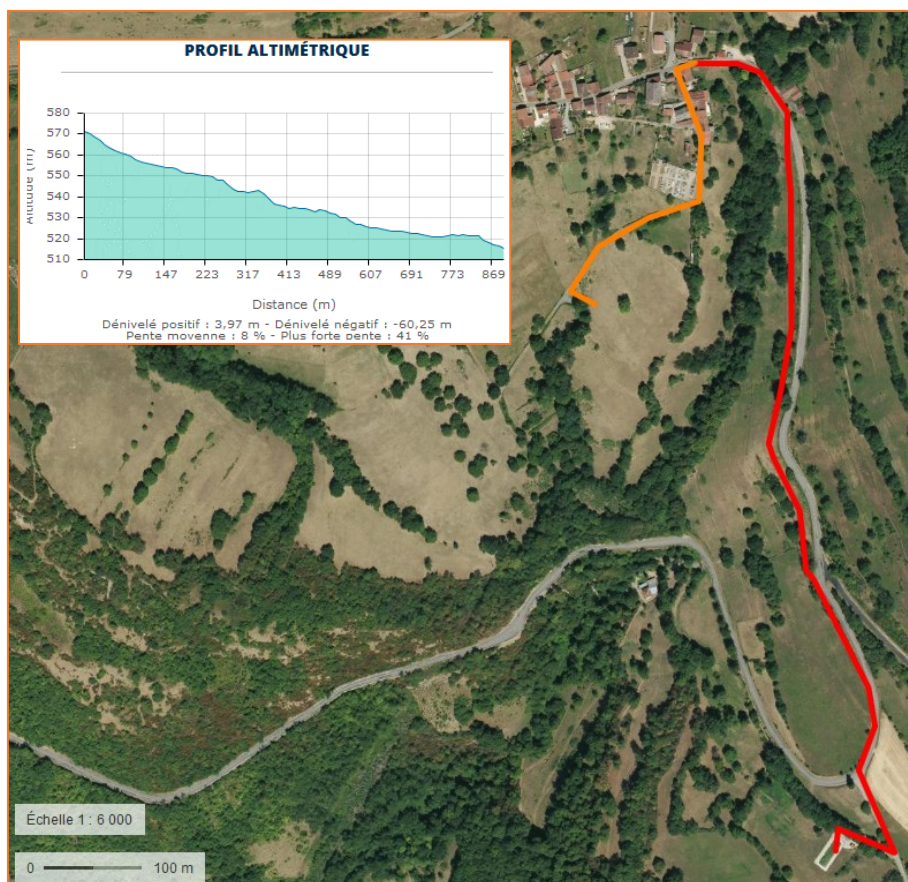 PROFIL ALTIMÉTRIQUE
580
570
560
550
540
530
520
510
Altitude (m)
0 79 147 223 317 413 489 607 691 773 869
Distance (m)
Dénivelé positif : 3,97 m - Dénivelé négatif : -60,25 m
Pente moyenne : 8 % - Plus forte pente : 41 %
Échelle 1 : 6 000
0 100 m